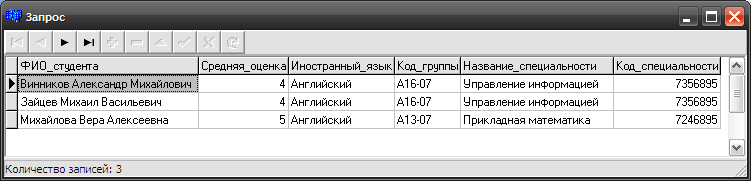 Запрос
ФИО_студента Средняя_оценка Иностранный_язык Код_группы Название_специальности Код_специальности
Винников Александр Михайлович 4 Английский А16-07 Управление информацией 7356895
Зайцев Михаил Васильевич 4 Английский А16-07 Управление информацией 7356895
Михайлова Вера Алексеевна 5 Английский А13-07 Прикладная математика 7246895
Количество записей: 3